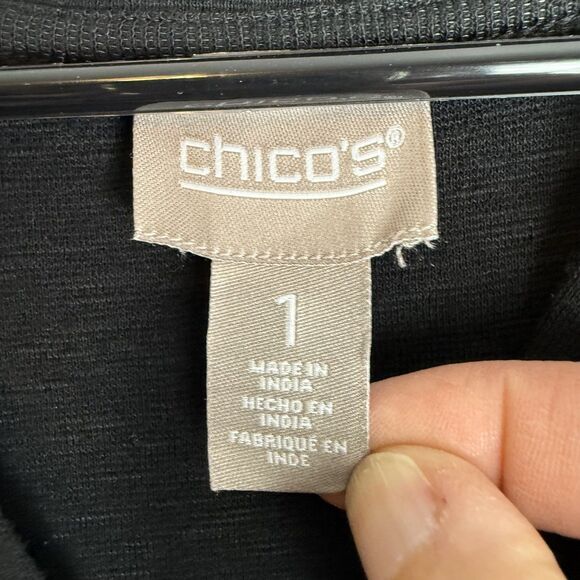 chico's®
1
MADE IN
INDIA
HECHO EN
INDIA
FABRIQUÉ EN
INDE